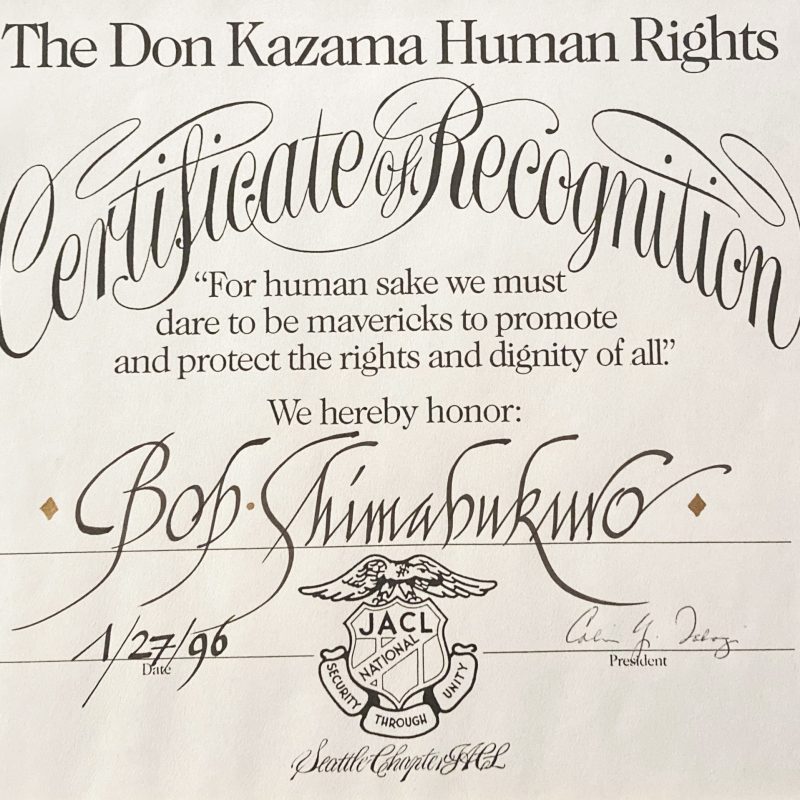 The Don Kazama Human Rights
Certificate of Recognition
“For human sake we must
dare to be mavericks to promote
and protect the rights and dignity of all.”
We hereby honor:
Bob Shimabukuro
1/27/96
Date
JACL
NATIONAL
SECURITY
THROUGH
UNITY
President
Seattle Chapter JACL